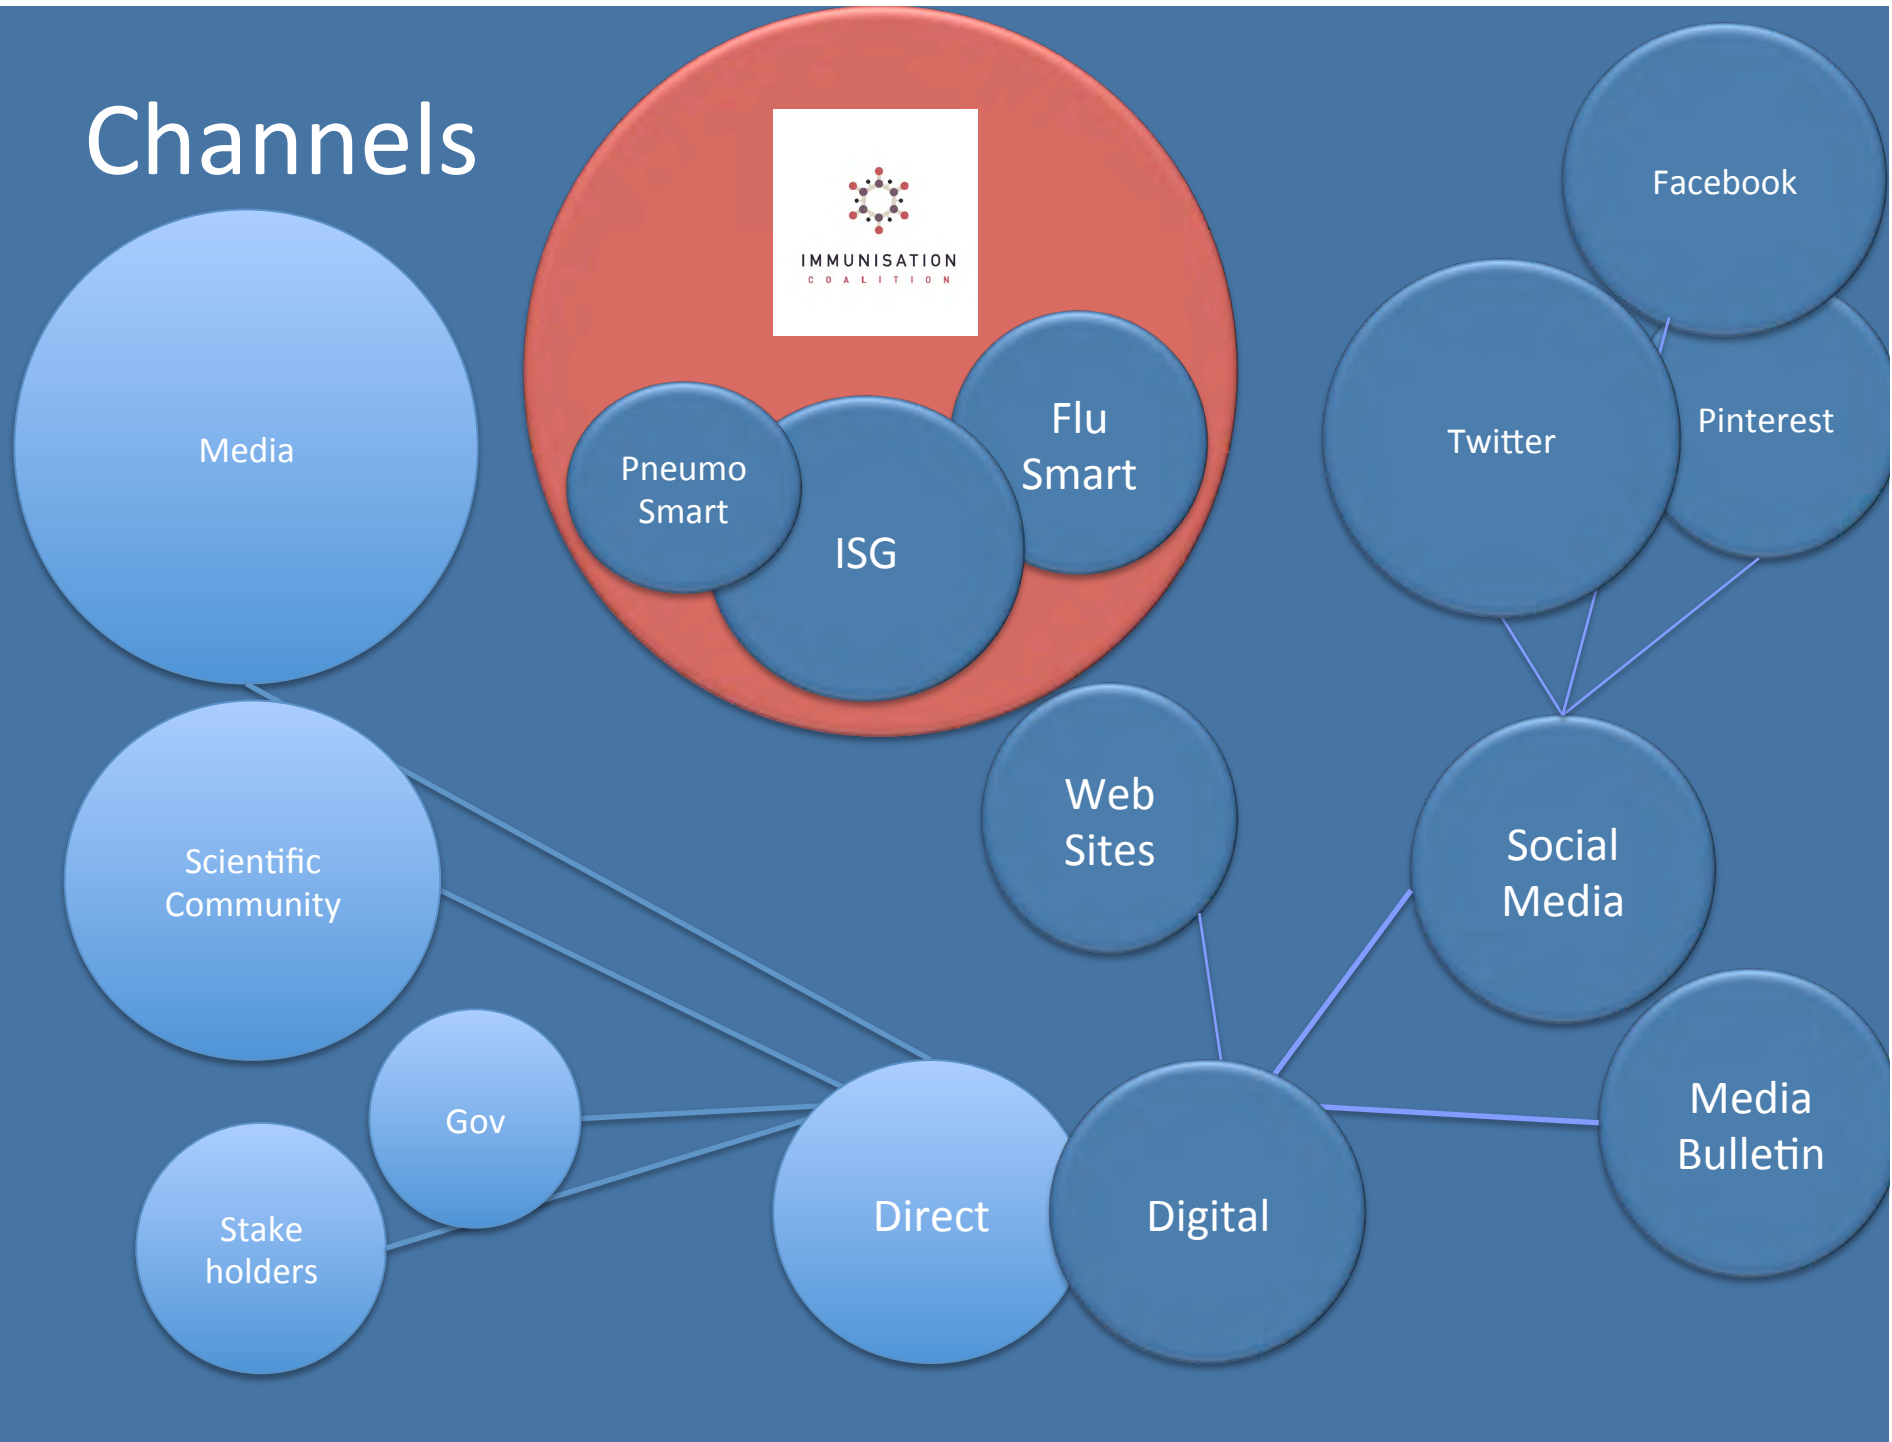 Channels
IMMUNISATION
COALITION
Facebook
Media
Pneumo
Smart
ISG
Flu
Smart
Twitter
Pinterest
Scientific
Community
Web
Sites
Social
Media
Gov
Stake
holders
Direct
Digital
Media
Bulletin